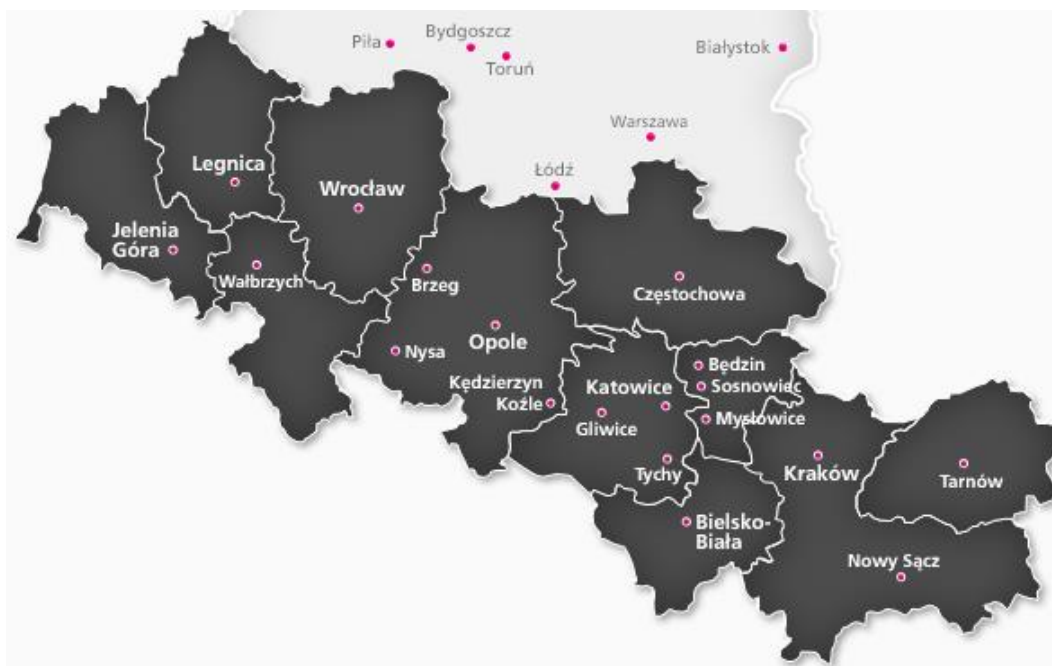 Piła
Bydgoszcz
Toruń
Białystok
Warszawa
Łódź
Legnica
Wrocław
Jelenia
Góra
Wałbrzych
Brzeg
Częstochowa
Opole
Nysa
Kędzierzyn
Koźle
Katowice
Gliwice
Tychy
Będzin
Sosnowiec
Mysłowice
Kraków
Tarnów
Bielsko-
Biała
Nowy Sącz